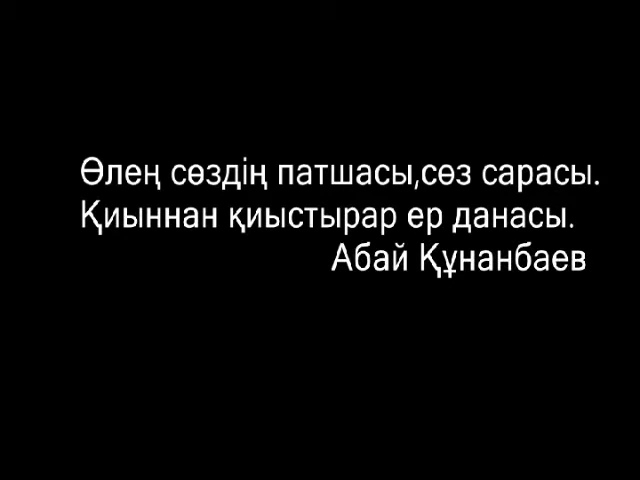 Өлең сөздің патшасы,сөз сарасы.
Қиыннан қиыстырар ер данасы.
Абай Құнанбаев